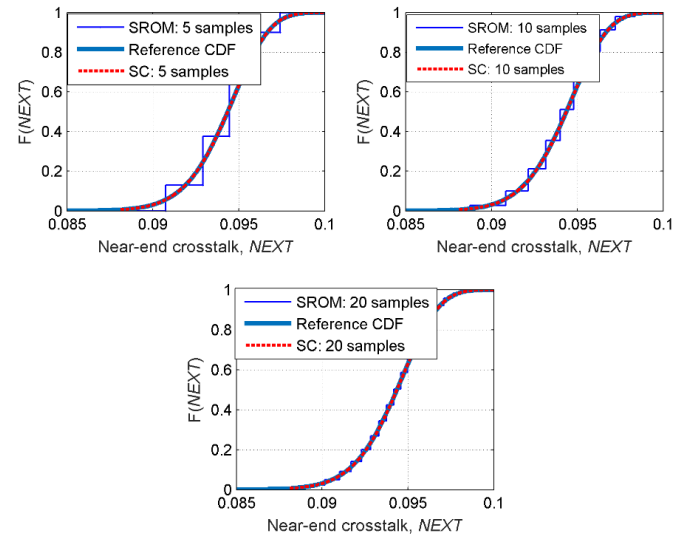 SROM: 5 samples
Reference CDF
SC: 5 samples
F(NEXT)
1
0.8
0.6
0.4
0.2
0
0.085
0.09
0.095
0.1
Near-end crosstalk, NEXT
SROM: 10 samples
Reference CDF
SC: 10 samples
F(NEXT)
1
0.8
0.6
0.4
0.2
0
0.085
0.09
0.095
0.1
Near-end crosstalk, NEXT
SROM: 20 samples
Reference CDF
SC: 20 samples
F(NEXT)
1
0.8
0.6
0.4
0.2
0
0.085
0.09
0.095
0.1
Near-end crosstalk, NEXT